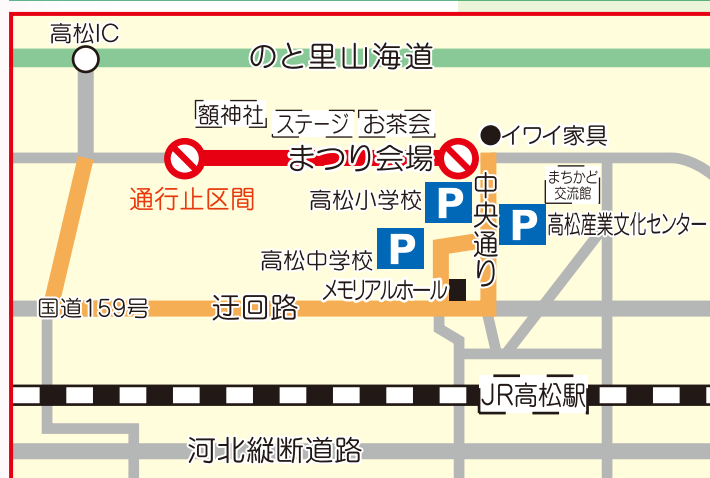 高松IC
のと里山海道
額神社
ステージ
お茶会
イワイ家具
まつり会場
通行止区間
高松小学校
P
中央通り
まちかど
交流館
P
高松産業文化センター
高松中学校
P
メモリアルホール
国道159号
迂回路
JR高松駅
河北縦断道路